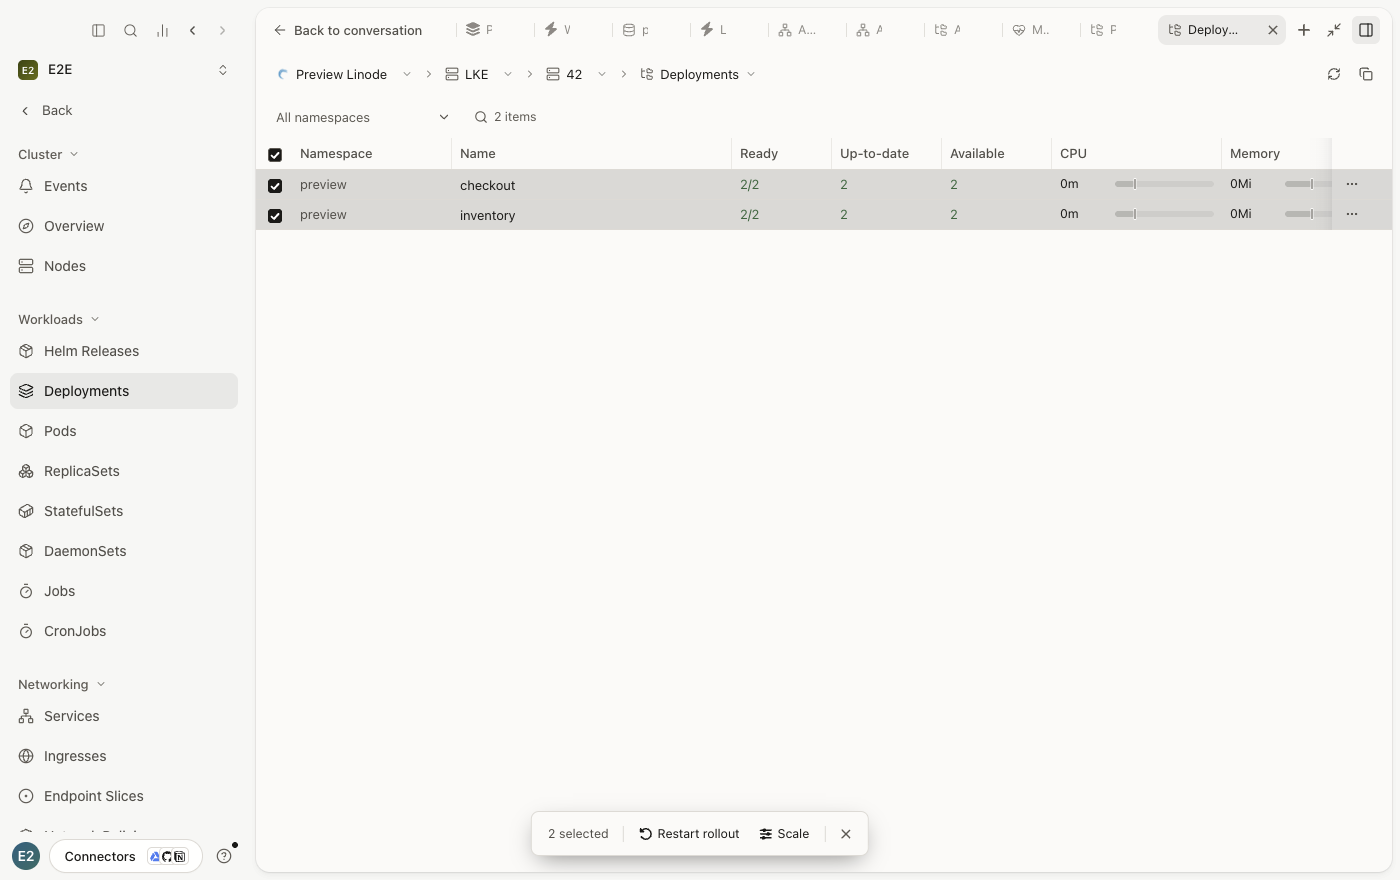 E2 E2E
Back
Cluster
Events
Overview
Nodes
Workloads
Helm Releases
Deployments
Pods
ReplicaSets
StatefulSets
DaemonSets
Jobs
CronJobs
Networking
Services
Ingresses
Endpoint Slices
E2 Connectors
Back to conversation A... M.. Deploy...
Preview Linode LKE 42 Deployments
All namespaces 2 items
Namespace Name Ready Up-to-date Available CPU Memory
preview checkout 2/2 2 2 0m 0Mi
preview inventory 2/2 2 2 0m 0Mi
2 selected Restart rollout Scale